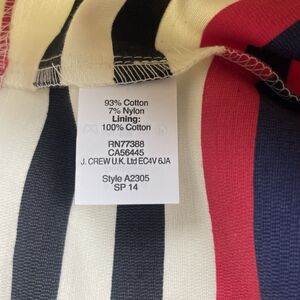 93% Cotton
7% Nylon
Lining:
100% Cotton
RN77388
CA56445
J. CREW U.K. Ltd EC4V 6JA
Style A2305
SP 14